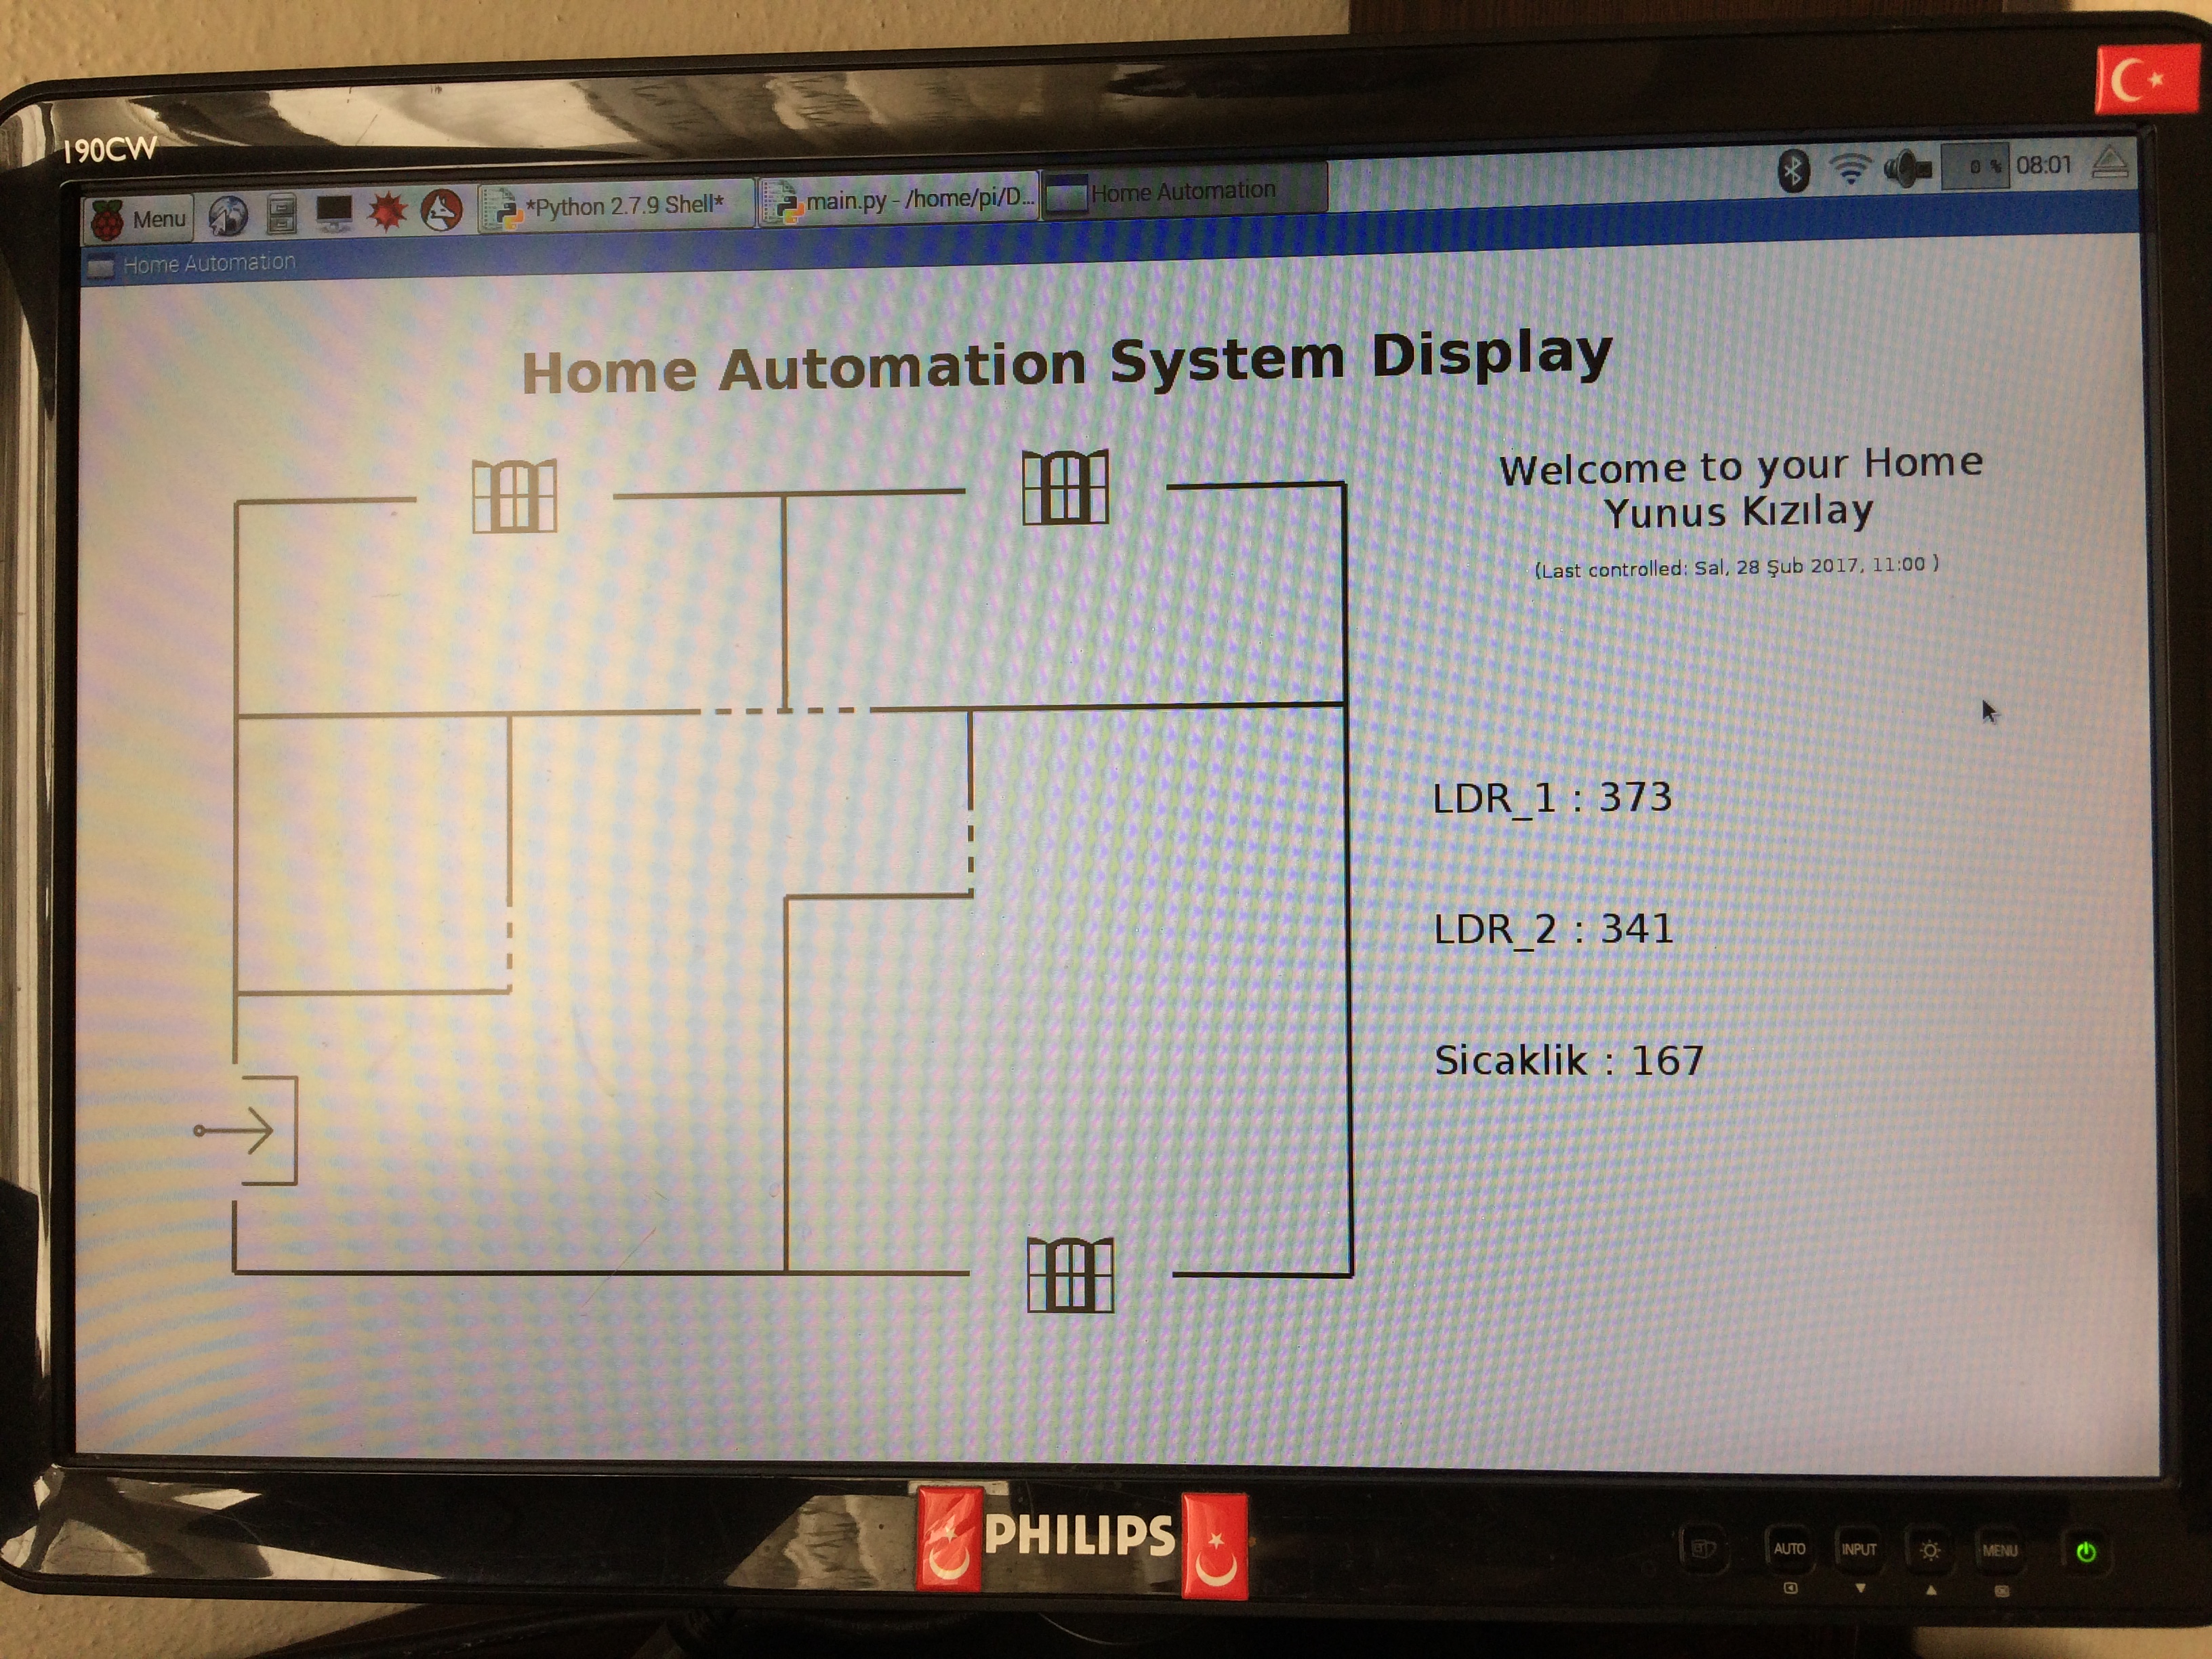 190CW
Menu
*Python 2.7.9 Shell*
main.py - /home/pi/D...
Home Automation
0 %
08:01
Home Automation
Home Automation System Display
Welcome to your Home
Yunus Kızılay
(Last controlled: Sal, 28 Şub 2017, 11:00 )
LDR_1 : 373
LDR_2 : 341
Sicaklik : 167
PHILIPS
AUTO
INPUT
MENU